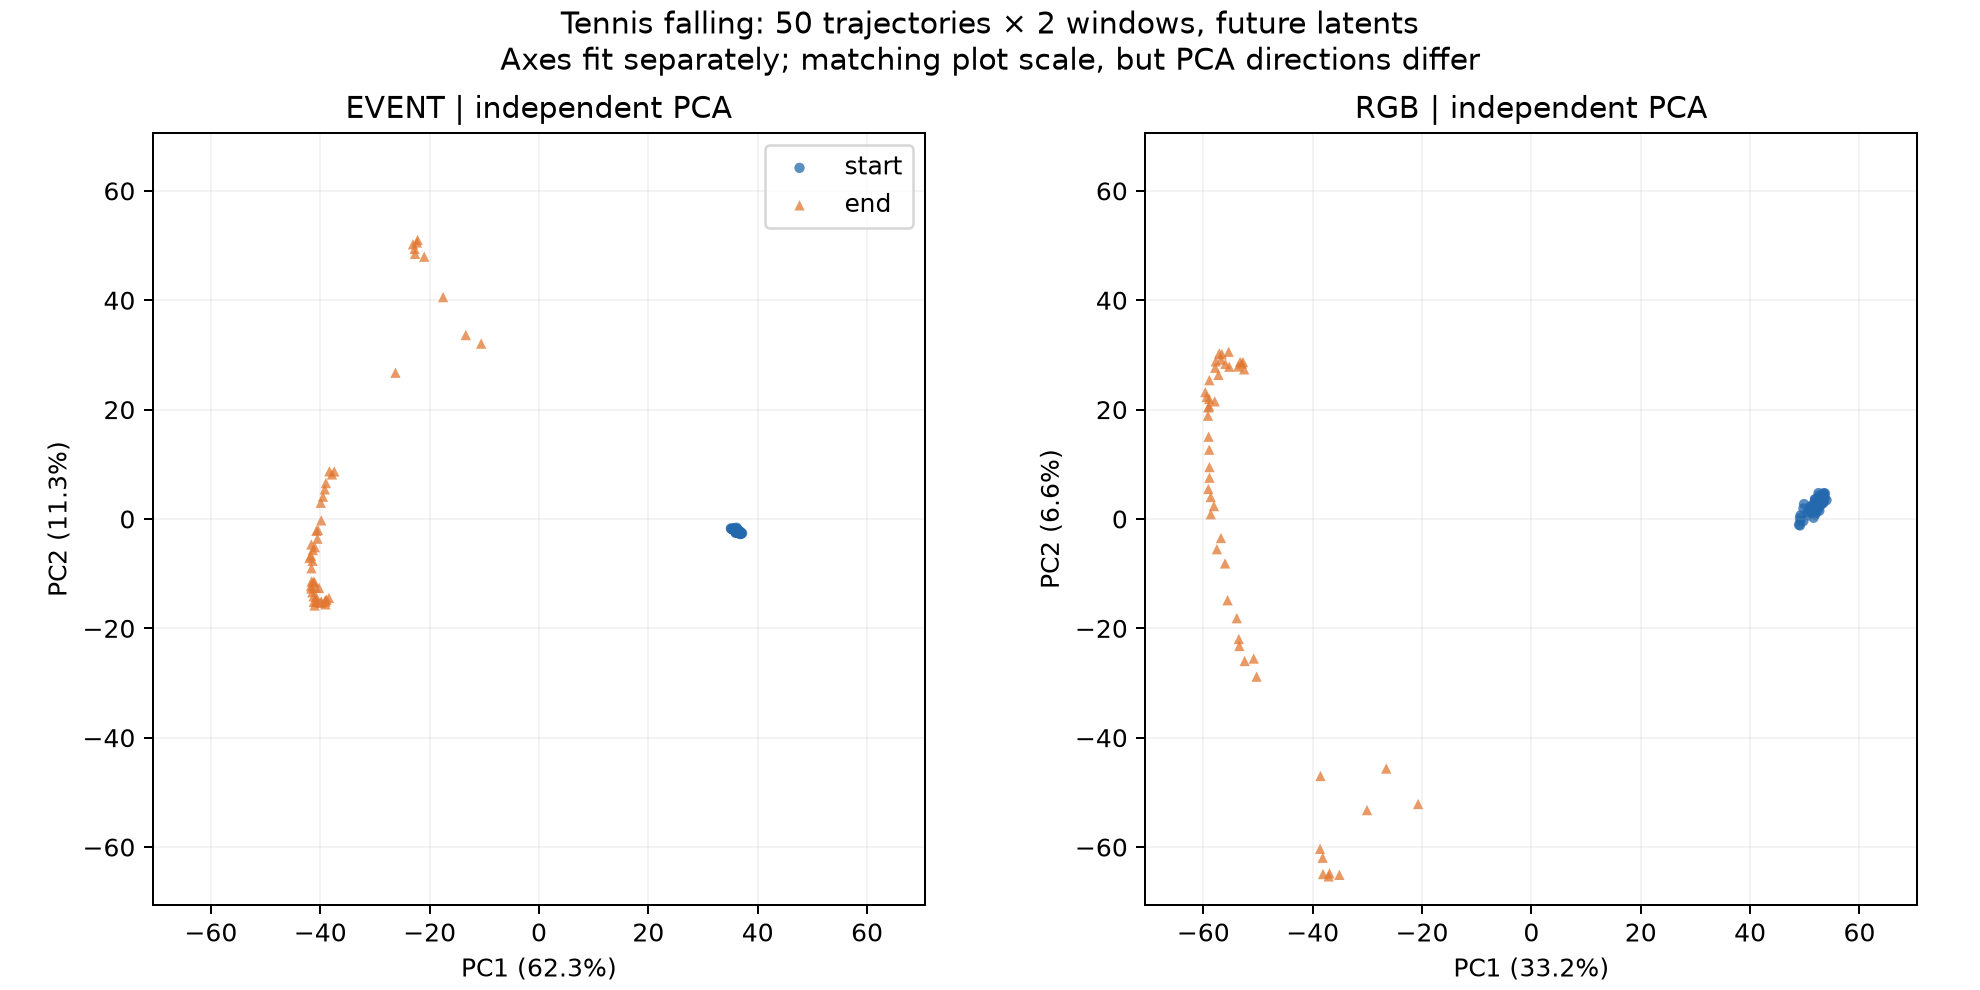 Tennis falling: 50 trajectories × 2 windows, future latents
Axes fit separately; matching plot scale, but PCA directions differ
EVENT | independent PCA
start
end
60
40
20
0
−20
−40
−60
PC2 (11.3%)
−60
−40
−20
0
20
40
60
PC1 (62.3%)
RGB | independent PCA
60
40
20
0
−20
−40
−60
PC2 (6.6%)
−60
−40
−20
0
20
40
60
PC1 (33.2%)